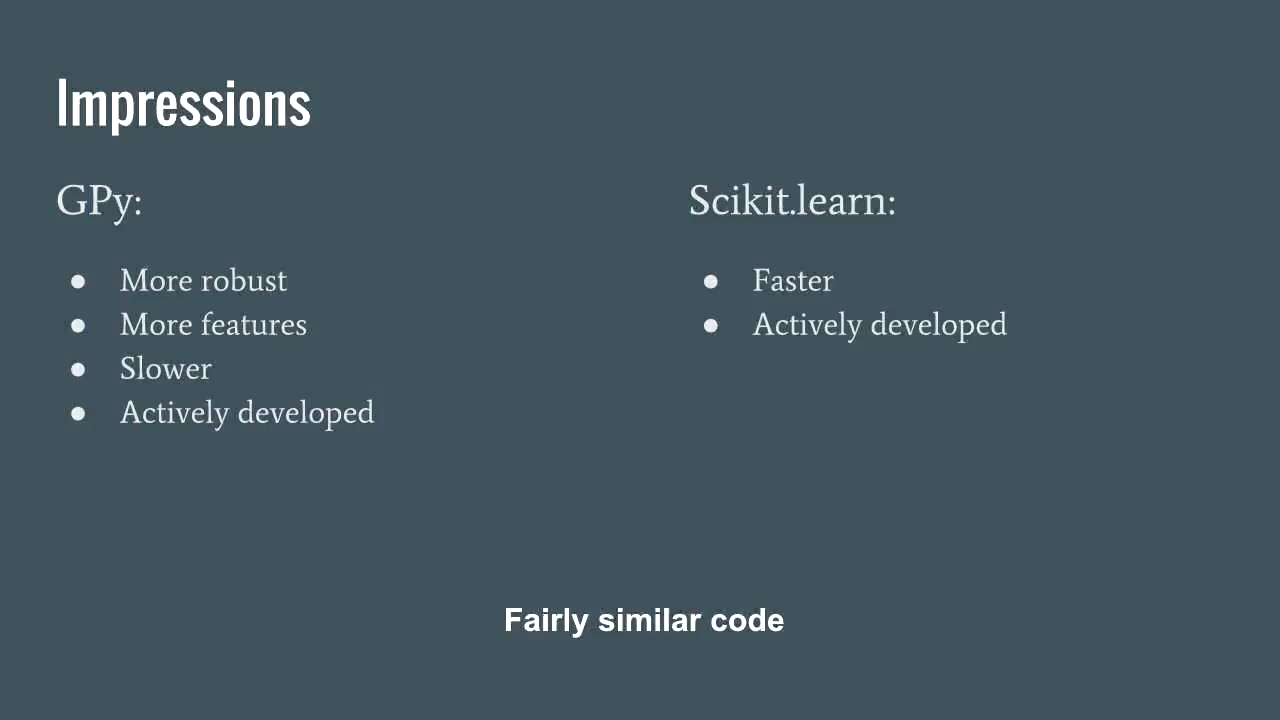 Impressions
GPy:
● More robust
● More features
● Slower
● Actively developed
Scikit.learn:
● Faster
● Actively developed
Fairly similar code